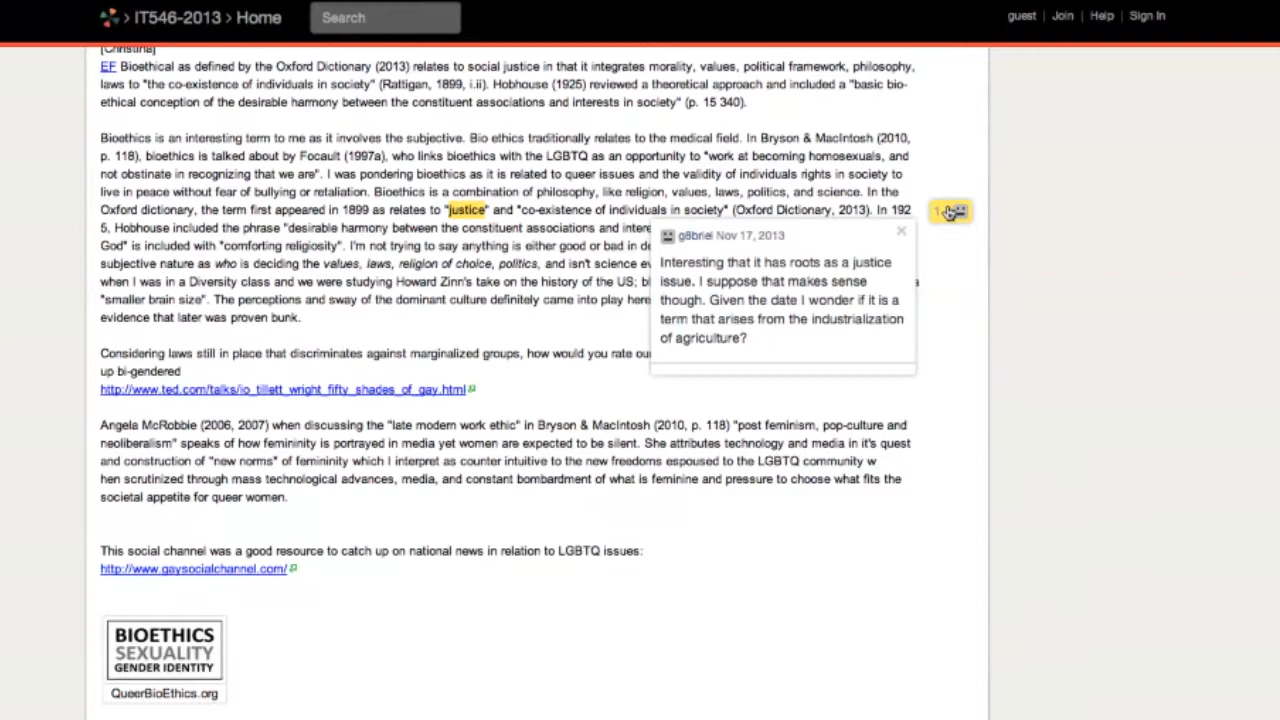 IT546-2013 > Home
Search
guest | Join | Help | Sign In
[Christina]
EF Bioethical as defined by the Oxford Dictionary (2013) relates to social justice in that it integrates morality, values, political framework, philosophy,
laws to "the co-existence of individuals in society" (Rattigan, 1899, i.ii). Hobhouse (1925) reviewed a theoretical approach and included a "basic bio-
ethical conception of the desirable harmony between the constituent associations and interests in society" (p. 15 340).
Bioethics is an interesting term to me as it involves the subjective. Bio ethics traditionally relates to the medical field. In Bryson & MacIntosh (2010,
p. 118), bioethics is talked about by Focault (1997a), who links bioethics with the LGBTQ as an opportunity to "work at becoming homosexuals, and
not obstinate in recognizing that we are". I was pondering bioethics as it is related to queer issues and the validity of individuals rights in society to
live in peace without fear of bullying or retaliation. Bioethics is a combination of philosophy, like religion, values, laws, politics, and science. In the
Oxford dictionary, the term first appeared in 1899 as relates to "justice" and "co-existence of individuals in society" (Oxford Dictionary, 2013). In 192
5, Hobhouse included the phrase "desirable harmony between the constituent associations and inte
God" is included with "comforting religiosity". I'm not trying to say anything is either good or bad in de
subjective nature as who is deciding the values, laws, religion of choice, politics, and isn't science ev
when I was in a Diversity class and we were studying Howard Zinn's take on the history of the US; bl
"smaller brain size". The perceptions and sway of the dominant culture definitely came into play here
evidence that later was proven bunk.
g8briel Nov 17, 2013
Interesting that it has roots as a justice
issue. I suppose that makes sense
though. Given the date I wonder if it is a
term that arises from the industrialization
of agriculture?
Considering laws still in place that discriminates against marginalized groups, how would you rate ou
up bi-gendered
http://www.ted.com/talks/io_tillett_wright_fifty_shades_of_gay.html
Angela McRobbie (2006, 2007) when discussing the "late modern work ethic" in Bryson & MacIntosh (2010, p. 118) "post feminism, pop-culture and
neoliberalism" speaks of how femininity is portrayed in media yet women are expected to be silent. She attributes technology and media in it's quest
and construction of "new norms" of femininity which I interpret as counter intuitive to the new freedoms espoused to the LGBTQ community w
hen scrutinized through mass technological advances, media, and constant bombardment of what is feminine and pressure to choose what fits the
societal appetite for queer women.
This social channel was a good resource to catch up on national news in relation to LGBTQ issues:
http://www.gaysocialchannel.com/
BIOETHICS
SEXUALITY
GENDER IDENTITY
QueerBioEthics.org